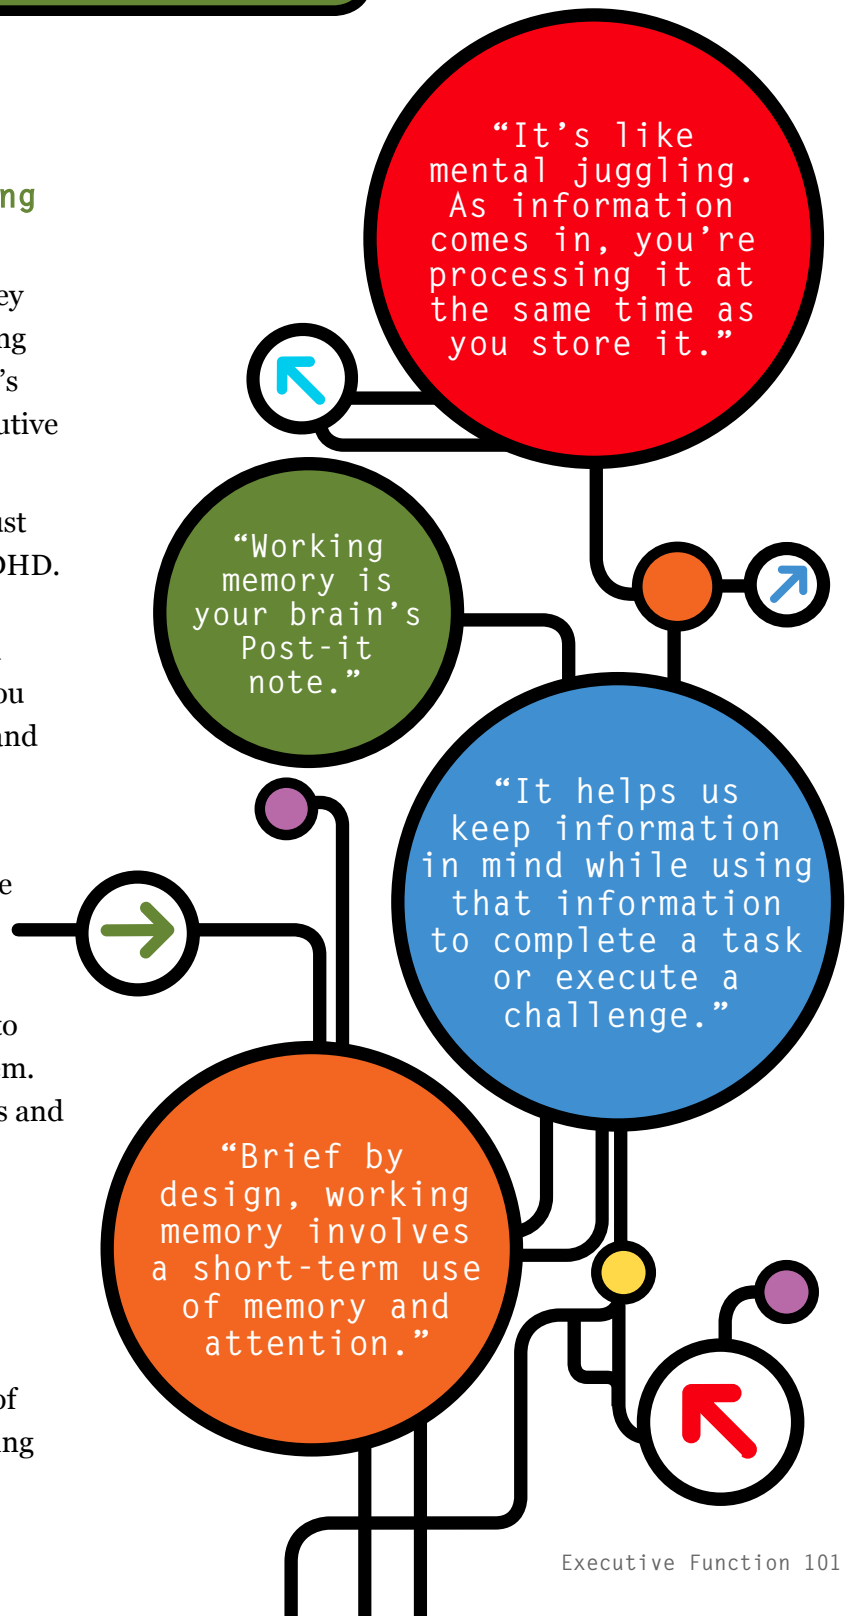 ng
ey
ng
's
utive
ust
DHD.
ou
and
e
to
em.
s and
of
ng
“It’s like
mental juggling.
As information
comes in, you’re
processing it at
the same time as
you store it.”
“Working
memory is
your brain’s
Post-it
note.”
“It helps us
keep information
in mind while using
that information
to complete a task
or execute a
challenge.”
“Brief by
design, working
memory involves
a short-term use
of memory and
attention.”
Executive Function 101